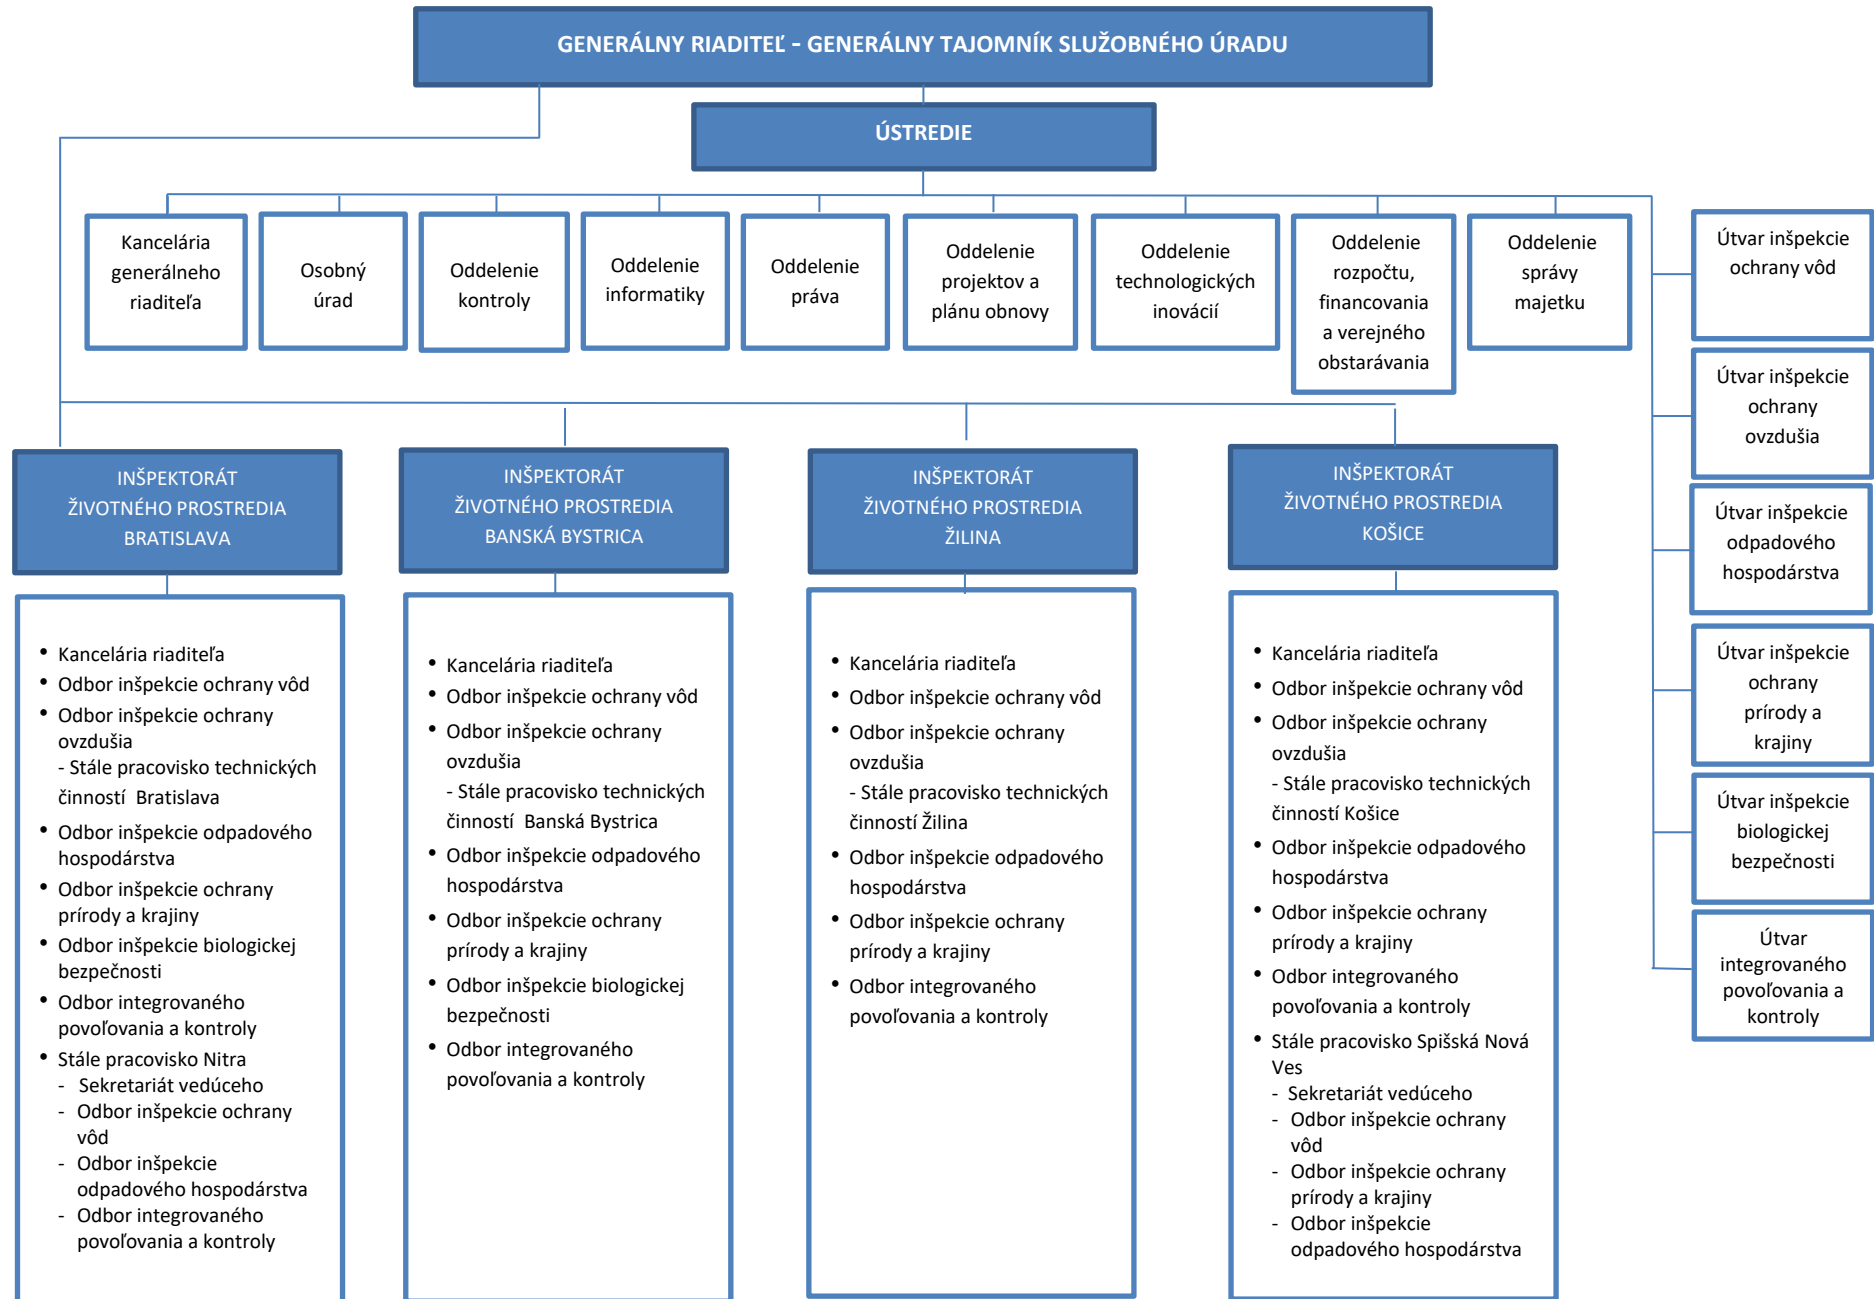 GENERÁLNY RIADITEĽ - GENERÁLNY TAJOMNÍK SLUŽOBNÉHO ÚRADU
ÚSTREDIE
Kancelária
generálneho
riaditeľa
Osobný
úrad
Oddelenie
kontroly
Oddelenie
informatiky
Oddelenie
práva
Oddelenie
projektov a
plánu obnovy
Oddelenie
technologických
inovácií
Oddelenie
rozpočtu,
financovania
a verejného
obstarávania
Oddelenie
správy
majetku
Útvar inšpekcie
ochrany vôd
Útvar inšpekcie
ochrany
ovzdušia
Útvar inšpekcie
odpadového
hospodárstva
Útvar inšpekcie
ochrany
prírody a
krajiny
Útvar inšpekcie
biologickej
bezpečnosti
Útvar
integrovaného
povoľovania a
kontroly
INŠPEKTORÁT
ŽIVOTNÉHO PROSTREDIA
BRATISLAVA
• Kancelária riaditeľa
• Odbor inšpekcie ochrany vôd
• Odbor inšpekcie ochrany
ovzdušia
- Stále pracovisko technických
činností  Bratislava
• Odbor inšpekcie odpadového
hospodárstva
• Odbor inšpekcie ochrany
prírody a krajiny
• Odbor inšpekcie biologickej
bezpečnosti
• Odbor integrovaného
povoľovania a kontroly
• Stále pracovisko Nitra
- Sekretariát vedúceho
- Odbor inšpekcie ochrany
vôd
- Odbor inšpekcie
odpadového hospodárstva
- Odbor integrovaného
povoľovania a kontroly
INŠPEKTORÁT
ŽIVOTNÉHO PROSTREDIA
BANSKÁ BYSTRICA
• Kancelária riaditeľa
• Odbor inšpekcie ochrany vôd
• Odbor inšpekcie ochrany
ovzdušia
- Stále pracovisko technických
činností  Banská Bystrica
• Odbor inšpekcie odpadového
hospodárstva
• Odbor inšpekcie ochrany
prírody a krajiny
• Odbor inšpekcie biologickej
bezpečnosti
• Odbor integrovaného
povoľovania a kontroly
INŠPEKTORÁT
ŽIVOTNÉHO PROSTREDIA
ŽILINA
• Kancelária riaditeľa
• Odbor inšpekcie ochrany vôd
• Odbor inšpekcie ochrany
ovzdušia
- Stále pracovisko technických
činností Žilina
• Odbor inšpekcie odpadového
hospodárstva
• Odbor inšpekcie ochrany
prírody a krajiny
• Odbor integrovaného
povoľovania a kontroly
INŠPEKTORÁT
ŽIVOTNÉHO PROSTREDIA
KOŠICE
• Kancelária riaditeľa
• Odbor inšpekcie ochrany vôd
• Odbor inšpekcie ochrany
ovzdušia
- Stále pracovisko technických
činností Košice
• Odbor inšpekcie odpadového
hospodárstva
• Odbor inšpekcie ochrany
prírody a krajiny
• Odbor integrovaného
povoľovania a kontroly
• Stále pracovisko Spišská Nová
Ves
- Sekretariát vedúceho
- Odbor inšpekcie ochrany
vôd
- Odbor inšpekcie ochrany
prírody a krajiny
- Odbor inšpekcie
odpadového hospodárstva